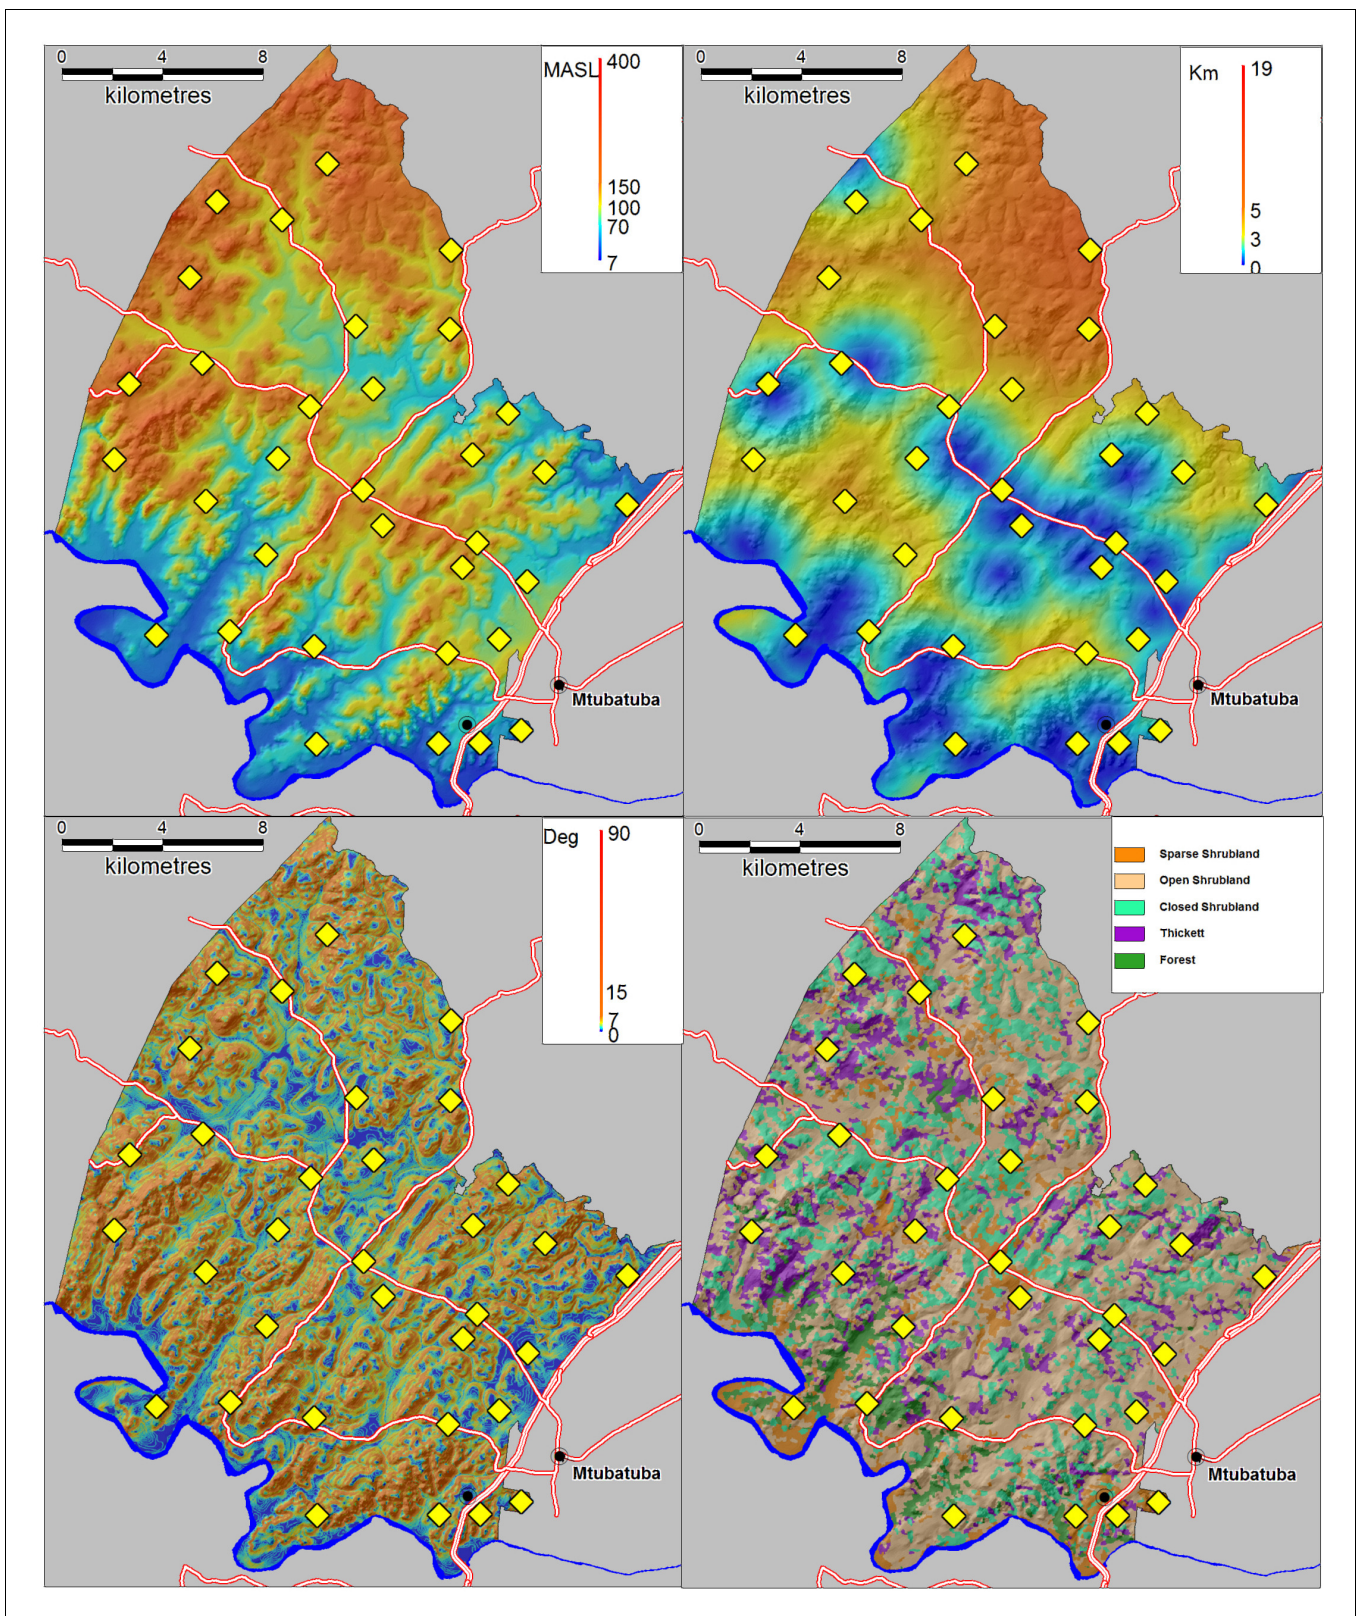 0 4 8
kilometres
MASL
400
150
100
70
7
Mtubatuba
0 4 8
kilometres
Km
19
5
3
0
Mtubatuba
0 4 8
kilometres
Deg
90
15
7
0
Mtubatuba
0 4 8
kilometres
Sparse Shrubland
Open Shrubland
Closed Shrubland
Thickett
Forest
Mtubatuba